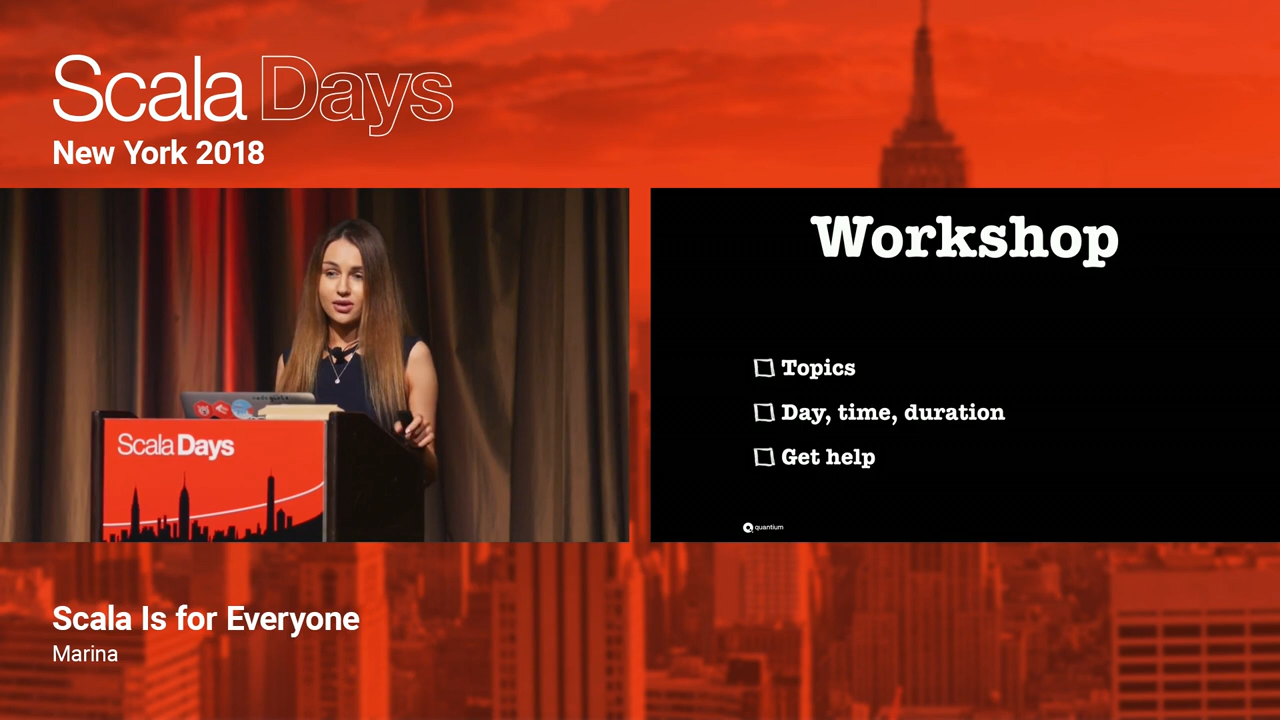 Scala Days
New York 2018
Workshop
Topics
Day, time, duration
Get help
quantium
Scala Days
Scala Is for Everyone
Marina